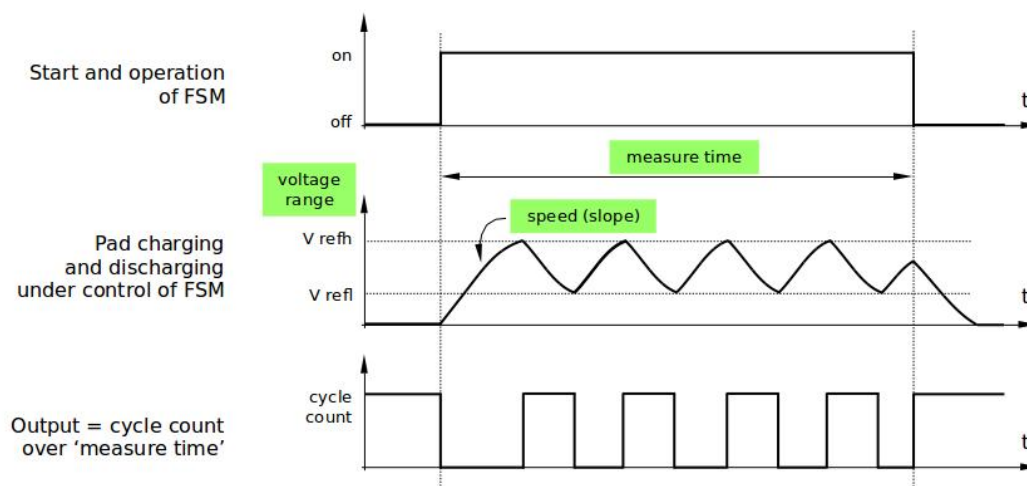 Start and operation
of FSM
on
off
t
measure time
voltage
range
speed (slope)
V refh
Pad charging
and discharging
under control of FSM
V refl
t
Output = cycle count
over ‘measure time’
cycle
count
t